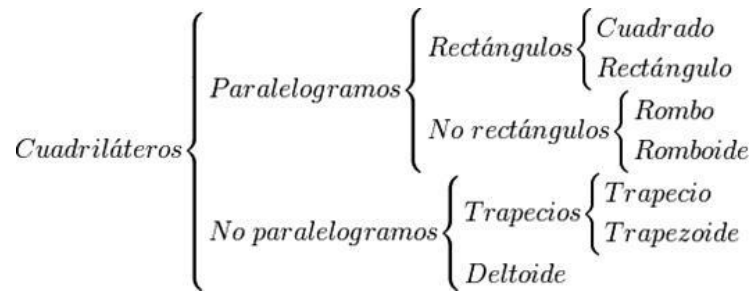 Cuadriláteros
Paralelogramos
Rectángulos
Cuadrado
Rectángulo
No rectángulos
Rombo
Romboide
No paralelogramos
Trapecios
Trapecio
Trapezoide
Deltoide